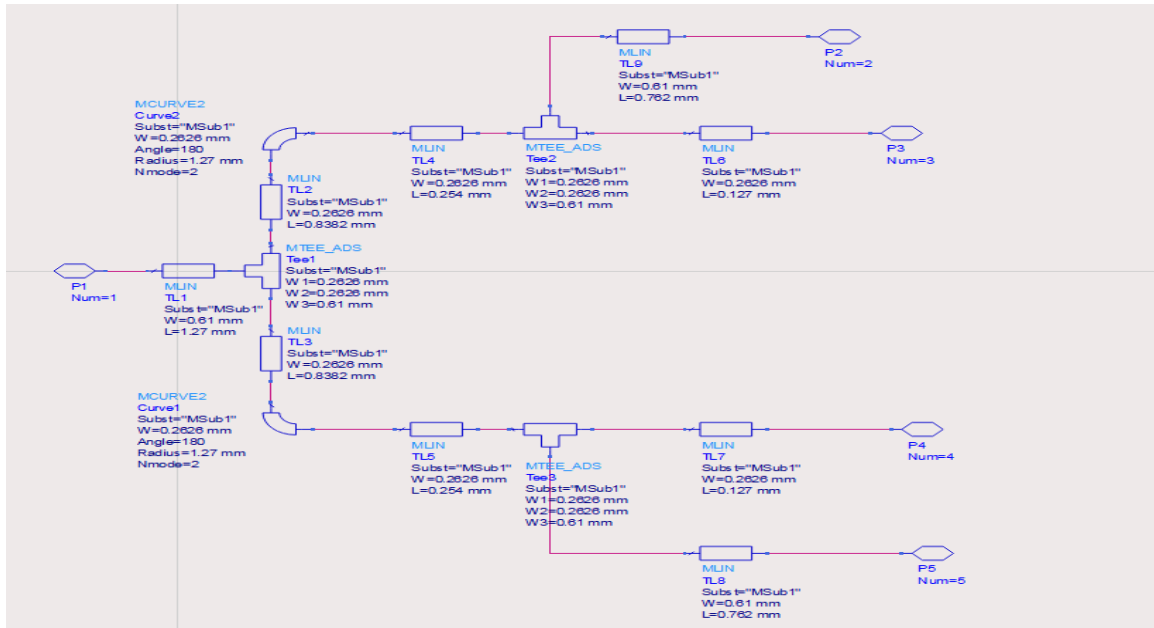 MLIN
TL9
Subst="MSub1"
W=0.61 mm
L=0.762 mm
P2
Num=2
MCURVE2
Curve2
Subst="MSub1"
W=0.2626 mm
Angle=180
Radius=1.27 mm
Nmode=2
MLIN
TL4
Subst="MSub1"
W=0.2626 mm
L=0.254 mm
MTEE_ADS
Tee2
Subst="MSub1"
W1=0.2626 mm
W2=0.2626 mm
W3=0.61 mm
MLIN
TL6
Subst="MSub1"
W=0.2626 mm
L=0.127 mm
P3
Num=3
MLIN
TL2
Subst="MSub1"
W=0.2626 mm
L=0.8382 mm
P1
Num=1
MLIN
TL1
Subst="MSub1"
W=0.61 mm
L=1.27 mm
MTEE_ADS
Tee1
Subst="MSub1"
W1=0.2626 mm
W2=0.2626 mm
W3=0.61 mm
MLIN
TL3
Subst="MSub1"
W=0.2626 mm
L=0.8382 mm
MCURVE2
Curve1
Subst="MSub1"
W=0.2626 mm
Angle=180
Radius=1.27 mm
Nmode=2
MLIN
TL5
Subst="MSub1"
W=0.2626 mm
L=0.254 mm
MTEE_ADS
Tee3
Subst="MSub1"
W1=0.2626 mm
W2=0.2626 mm
W3=0.61 mm
MLIN
TL7
Subst="MSub1"
W=0.2626 mm
L=0.127 mm
P4
Num=4
MLIN
TL8
Subst="MSub1"
W=0.61 mm
L=0.762 mm
P5
Num=5